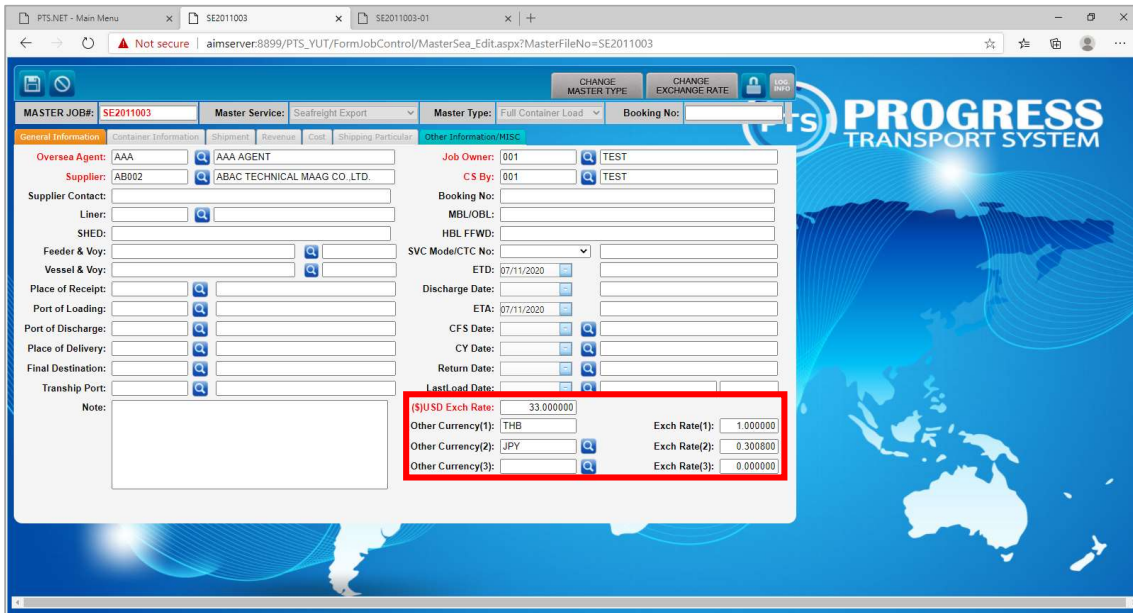 PTS.NET - Main Menu SE2011003 SE2011003-01
Not secure | aimserver:8899/PTS_YUT/FormJobControl/MasterSea_Edit.aspx?MasterFileNo=SE2011003
CHANGE MASTER TYPE CHANGE EXCHANGE RATE LOG INFO
MASTER JOB#: SE2011003 Master Service: Seafreight Export Master Type: Full Container Load Booking No:
PTS PROGRESS
TRANSPORT SYSTEM
General Information Container Information Shipment Revenue Cost Shipping Particular Other Information/MISC
Oversea Agent: AAA AAA AGENT Job Owner: 001 TEST
Supplier: AB002 ABAC TECHNICAL MAAG CO.,LTD. CS By: 001 TEST
Supplier Contact: Booking No:
Liner: MBL/OBL:
SHED: HBL FFWD:
Feeder & Voy: SVC Mode/CTC No:
Vessel & Voy: ETD: 07/11/2020
Place of Receipt: Discharge Date:
Port of Loading: ETA: 07/11/2020
Port of Discharge: CFS Date:
Place of Delivery: CY Date:
Final Destination: Return Date:
Tranship Port: LastLoad Date:
Note: ($)USD Exch Rate: 33.000000
Other Currency(1): THB Exch Rate(1): 1.000000
Other Currency(2): JPY Exch Rate(2): 0.300800
Other Currency(3): Exch Rate(3): 0.000000